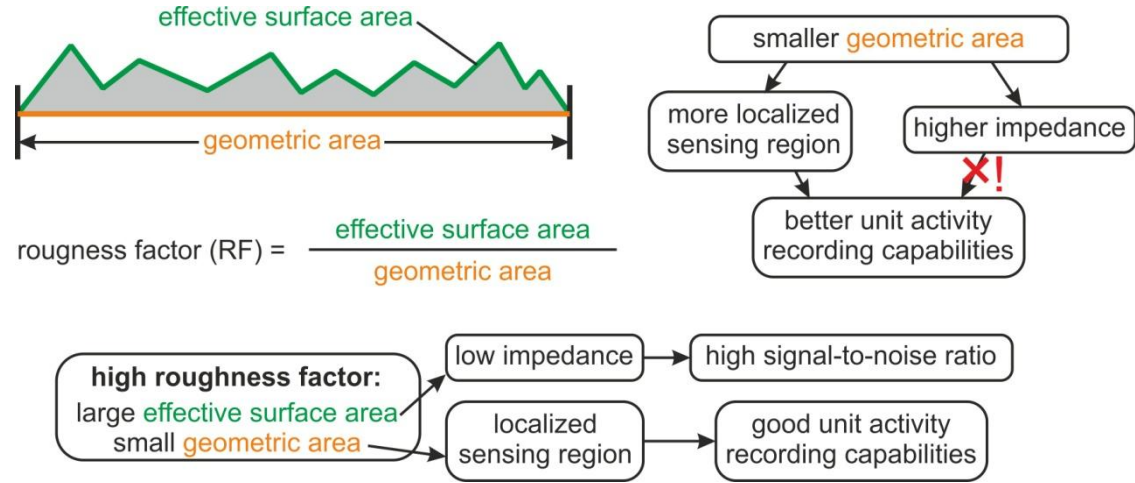 effective surface area
geometric area
rougness factor (RF) =
effective surface area
geometric area
smaller geometric area
more localized
sensing region
higher impedance
×!
better unit activity
recording capabilities
high roughness factor:
large effective surface area
small geometric area
low impedance
high signal-to-noise ratio
localized
sensing region
good unit activity
recording capabilities